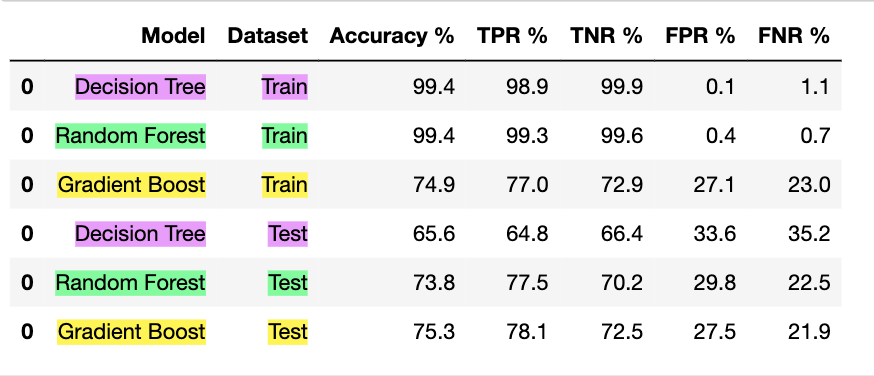 Model Dataset Accuracy % TPR % TNR % FPR % FNR %
0 Decision Tree Train 99.4 98.9 99.9 0.1 1.1
0 Random Forest Train 99.4 99.3 99.6 0.4 0.7
0 Gradient Boost Train 74.9 77.0 72.9 27.1 23.0
0 Decision Tree Test 65.6 64.8 66.4 33.6 35.2
0 Random Forest Test 73.8 77.5 70.2 29.8 22.5
0 Gradient Boost Test 75.3 78.1 72.5 27.5 21.9